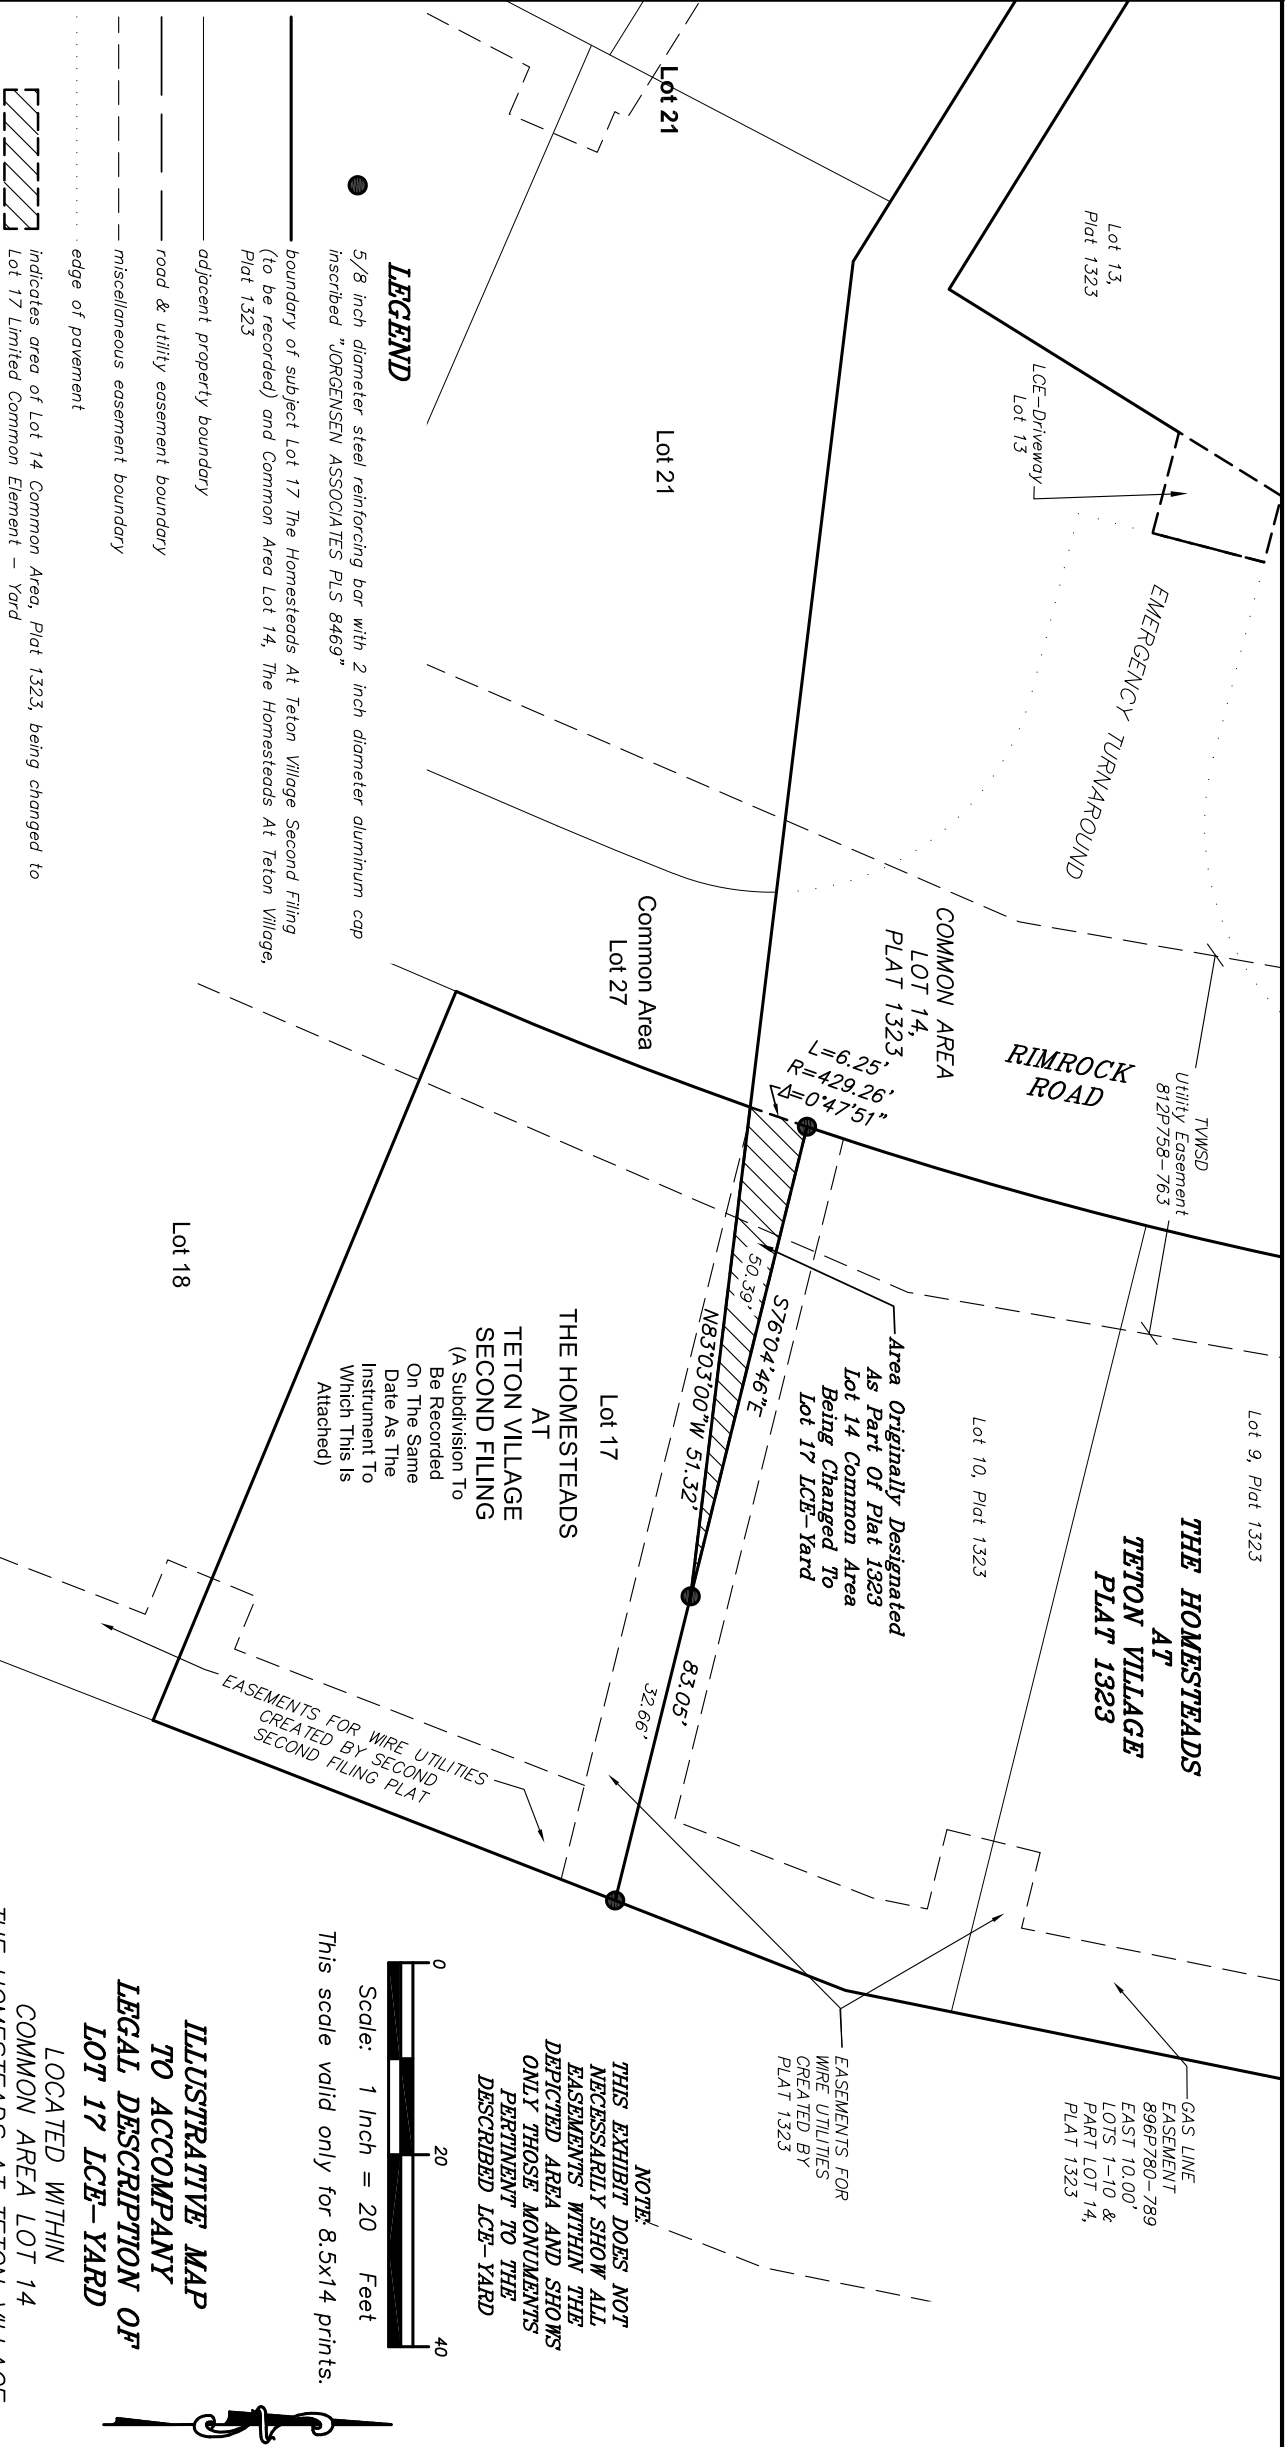 Lot 13,
Plat 1323
LCE-Driveway
Lot 13
EMERGENCY TURNAROUND
Lot 21
Lot 21
COMMON AREA
LOT 14,
PLAT 1323
RIMROCK
ROAD
TVWSD
Utility Easement
812P758-763
L=6.25'
R=429.26'
Δ=0°47'51"
Common Area
Lot 27
Lot 9, Plat 1323
THE HOMESTEADS
AT
TETON VILLAGE
PLAT 1323
Lot 10, Plat 1323
Area Originally Designated
As Part Of Plat 1323
Lot 14 Common Area
Being Changed To
Lot 17 LCE-Yard
S76°04'46"E
83.05'
50.39'
32.66'
N83°03'00"W 51.32'
Lot 17
THE HOMESTEADS
AT
TETON VILLAGE
SECOND FILING
(A Subdivision To
Be Recorded
On The Same
Date As The
Instrument To
Which This Is
Attached)
Lot 18
EASEMENTS FOR WIRE UTILITIES
CREATED BY SECOND
SECOND FILING PLAT
GAS LINE
EASEMENT
896P780-789
EAST 10.00'
LOTS 1-10 &
PART LOT 14,
PLAT 1323
EASEMENTS FOR
WIRE UTILITIES
CREATED BY
PLAT 1323
LEGEND
5/8 inch diameter steel reinforcing bar with 2 inch diameter aluminum cap
inscribed "JORGENSEN ASSOCIATES PLS 8469"
boundary of subject Lot 17 The Homesteads At Teton Village Second Filing
(to be recorded) and Common Area Lot 14, The Homesteads At Teton Village,
Plat 1323
adjacent property boundary
road & utility easement boundary
miscellaneous easement boundary
edge of pavement
indicates area of Lot 14 Common Area, Plat 1323, being changed to
Lot 17 Limited Common Element - Yard
NOTE:
THIS EXHIBIT DOES NOT
NECESSARILY SHOW ALL
EASEMENTS WITHIN THE
DEPICTED AREA AND SHOWS
ONLY THOSE MONUMENTS
PERTINENT TO THE
DESCRIBED LCE-YARD
0 20 40
Scale: 1 Inch = 20 Feet
This scale valid only for 8.5x14 prints.
ILLUSTRATIVE MAP
TO ACCOMPANY
LEGAL DESCRIPTION OF
LOT 17 LCE-YARD
LOCATED WITHIN
COMMON AREA LOT 14
THE HOMESTEADS AT TETON VILLAGE